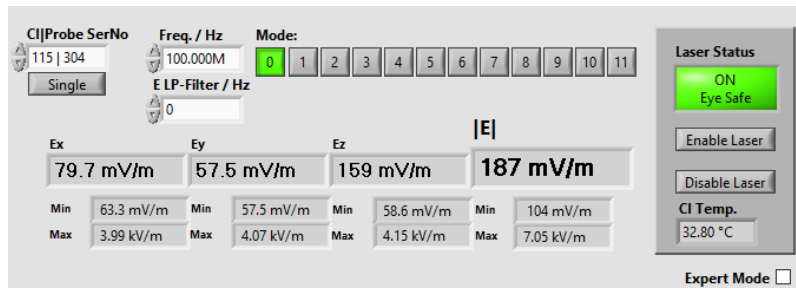 CI|Probe SerNo Freq. / Hz Mode:
115 | 304 100.000M 0 1 2 3 4 5 6 7 8 9 10 11
Single E LP-Filter / Hz
0
Laser Status
ON
Eye Safe
Enable Laser
Disable Laser
CI Temp.
32.80 °C
Ex Ey Ez |E|
79.7 mV/m 57.5 mV/m 159 mV/m 187 mV/m
Min 63.3 mV/m Min 57.5 mV/m Min 58.6 mV/m Min 104 mV/m
Max 3.99 kV/m Max 4.07 kV/m Max 4.15 kV/m Max 7.05 kV/m
Expert Mode